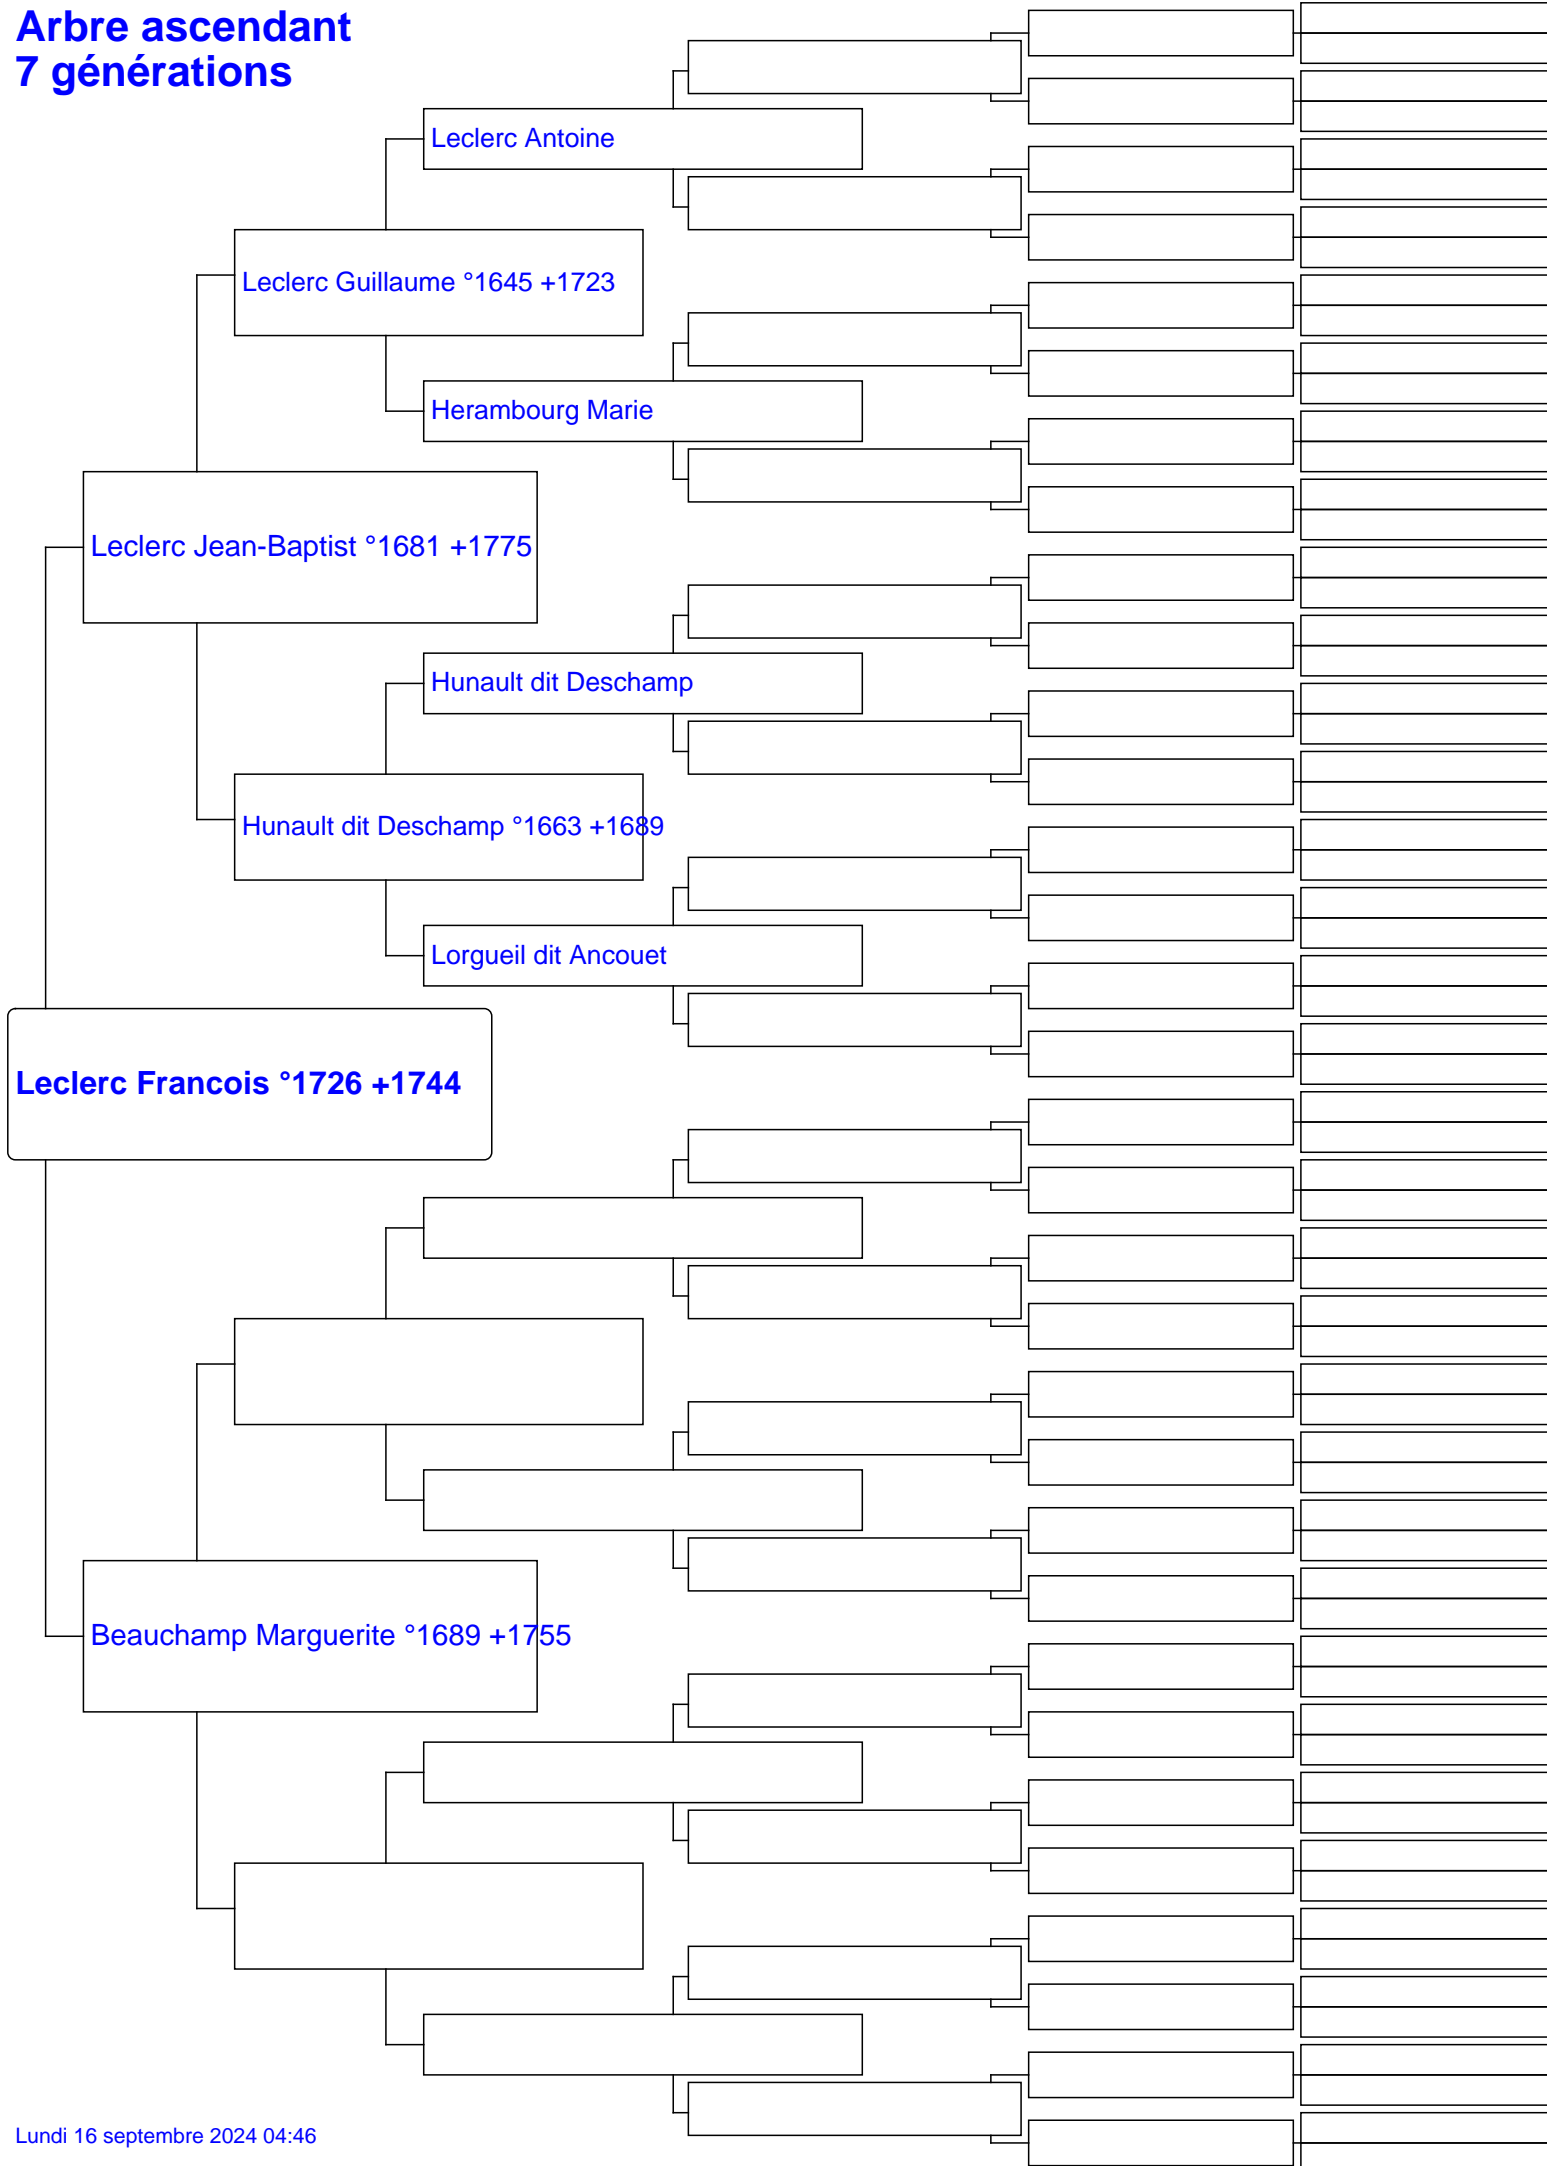 Arbre ascendant
7 générations
Leclerc Antoine
Leclerc Guillaume °1645 +1723
Herambourg Marie
Leclerc Jean-Baptist °1681 +1775
Hunault dit Deschamp
Hunault dit Deschamp °1663 +1689
Lorgueil dit Ancouet
Leclerc Francois °1726 +1744
Beauchamp Marguerite °1689 +1755
Lundi 16 septembre 2024 04:46